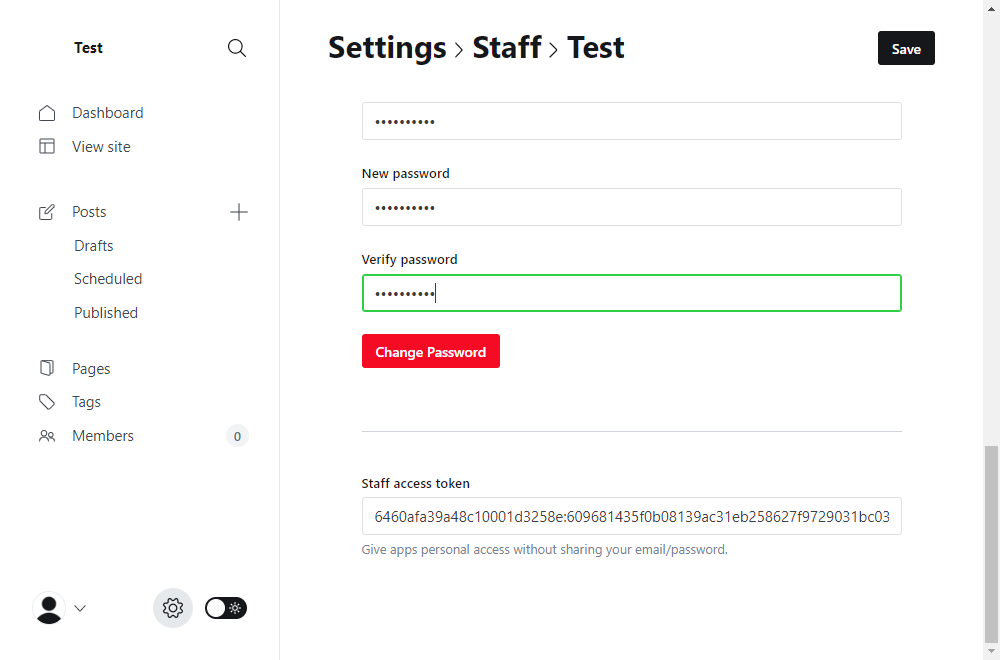 Test
Settings > Staff > Test
Save
Dashboard
View site
Posts
Drafts
Scheduled
Published
Pages
Tags
Members
0
••••••••••
New password
••••••••••
Verify password
••••••••••
Change Password
Staff access token
6460afa39a48c10001d3258e:609681435f0b08139ac31eb258627f9729031bc03
Give apps personal access without sharing your email/password.